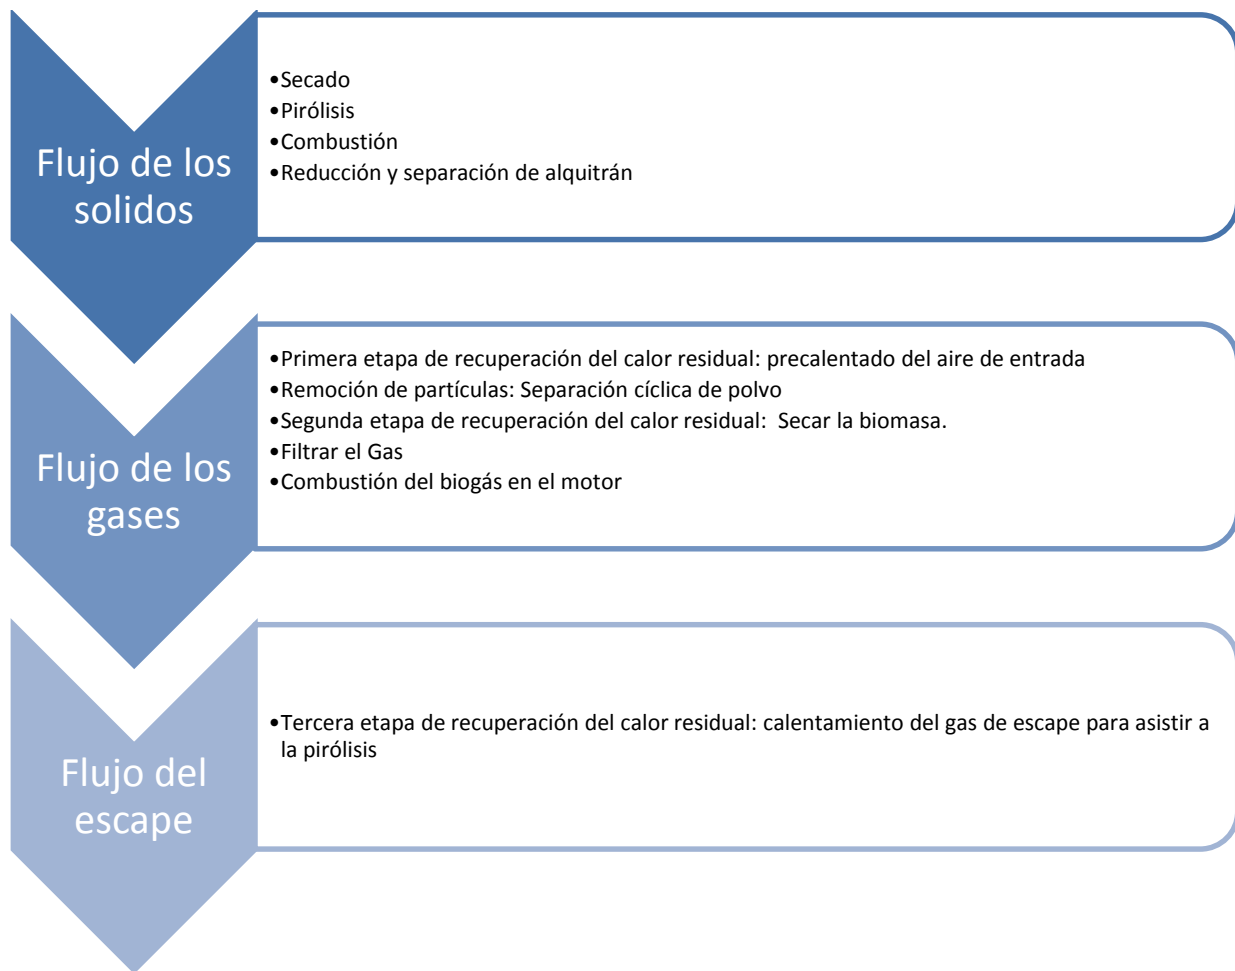 Flujo de los
solidos
•Secado
•Pirólisis
•Combustión
•Reducción y separación de alquitrán
Flujo de los
gases
•Primera etapa de recuperación del calor residual: precalentado del aire de entrada
•Remoción de partículas: Separación cíclica de polvo
•Segunda etapa de recuperación del calor residual:  Secar la biomasa.
•Filtrar el Gas
•Combustión del biogás en el motor
Flujo del
escape
•Tercera etapa de recuperación del calor residual: calentamiento del gas de escape para asistir a
la pirólisis